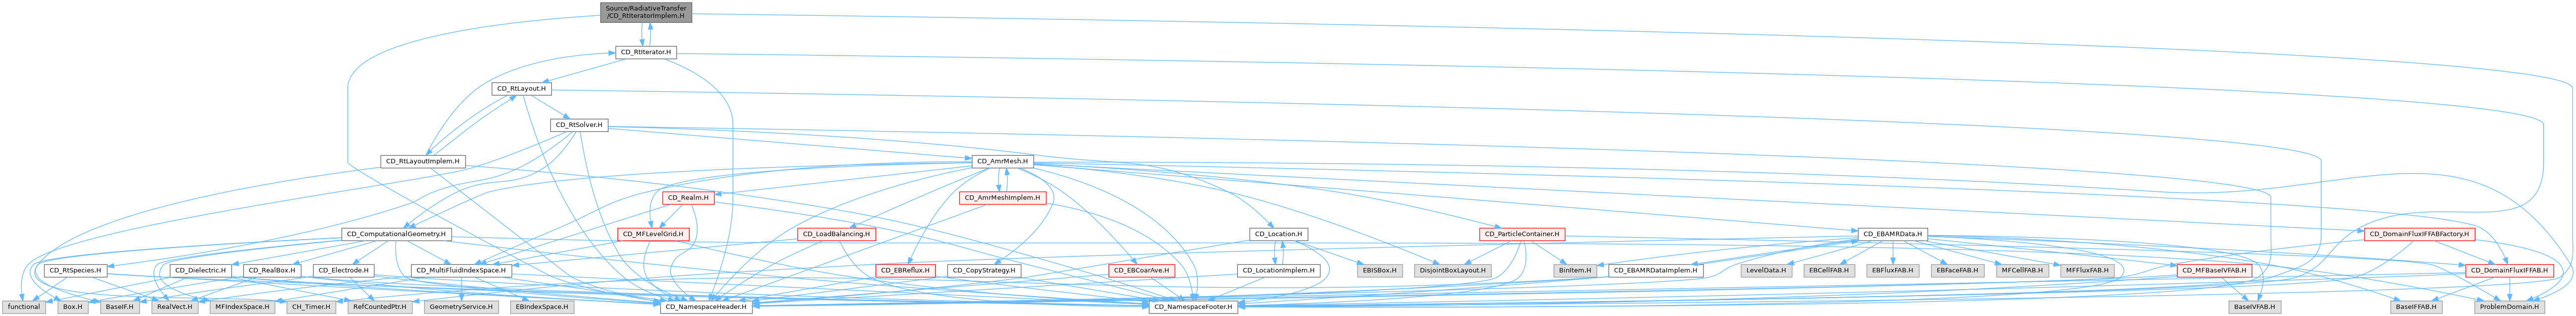 Source/RadiativeTransfer
/CD_RtIteratorImplem.H
CD_RtIterator.H
CD_RtLayout.H
CD_RtSolver.H
CD_RtLayoutImplem.H
CD_AmrMesh.H
CD_Realm.H
CD_AmrMeshImplem.H
CD_ComputationalGeometry.H
CD_MFLevelGrid.H
CD_LoadBalancing.H
CD_Location.H
CD_ParticleContainer.H
CD_EBAMRData.H
CD_DomainFluxIFFABFactory.H
CD_RtSpecies.H
CD_Dielectric.H
CD_RealBox.H
CD_Electrode.H
CD_MultiFluidIndexSpace.H
CD_EBReflux.H
CD_CopyStrategy.H
CD_EBCoarAve.H
CD_LocationImplem.H
EBISBox.H
DisjointBoxLayout.H
BinItem.H
CD_EBAMRDataImplem.H
LevelData.H
EBCellFAB.H
EBFluxFAB.H
EBFaceFAB.H
MFCellFAB.H
MFFluxFAB.H
CD_MFBaseIVFAB.H
CD_DomainFluxIFFAB.H
functional
Box.H
BaseIF.H
RealVect.H
MFIndexSpace.H
CH_Timer.H
RefCountedPtr.H
GeometryService.H
EBIndexSpace.H
CD_NamespaceHeader.H
CD_NamespaceFooter.H
BaseIVFAB.H
BaseIFFAB.H
ProblemDomain.H